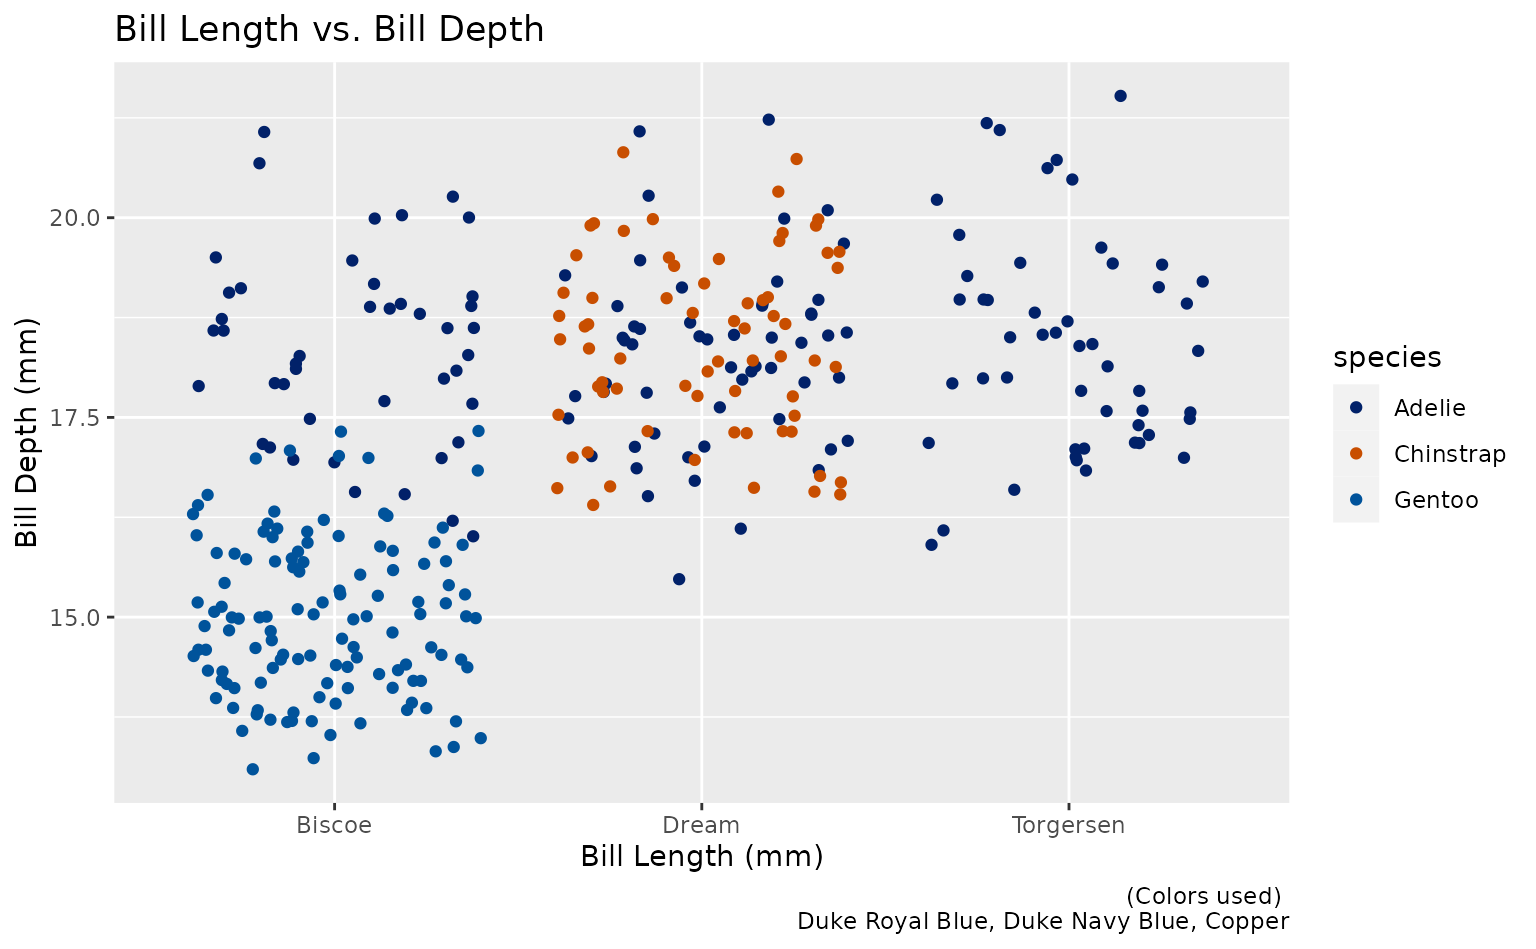 Bill Length vs. Bill Depth
Bill Depth (mm)
20.0
17.5
15.0
Biscoe
Dream
Torgersen
Bill Length (mm)
species
Adelie
Chinstrap
Gentoo
(Colors used)
Duke Royal Blue, Duke Navy Blue, Copper